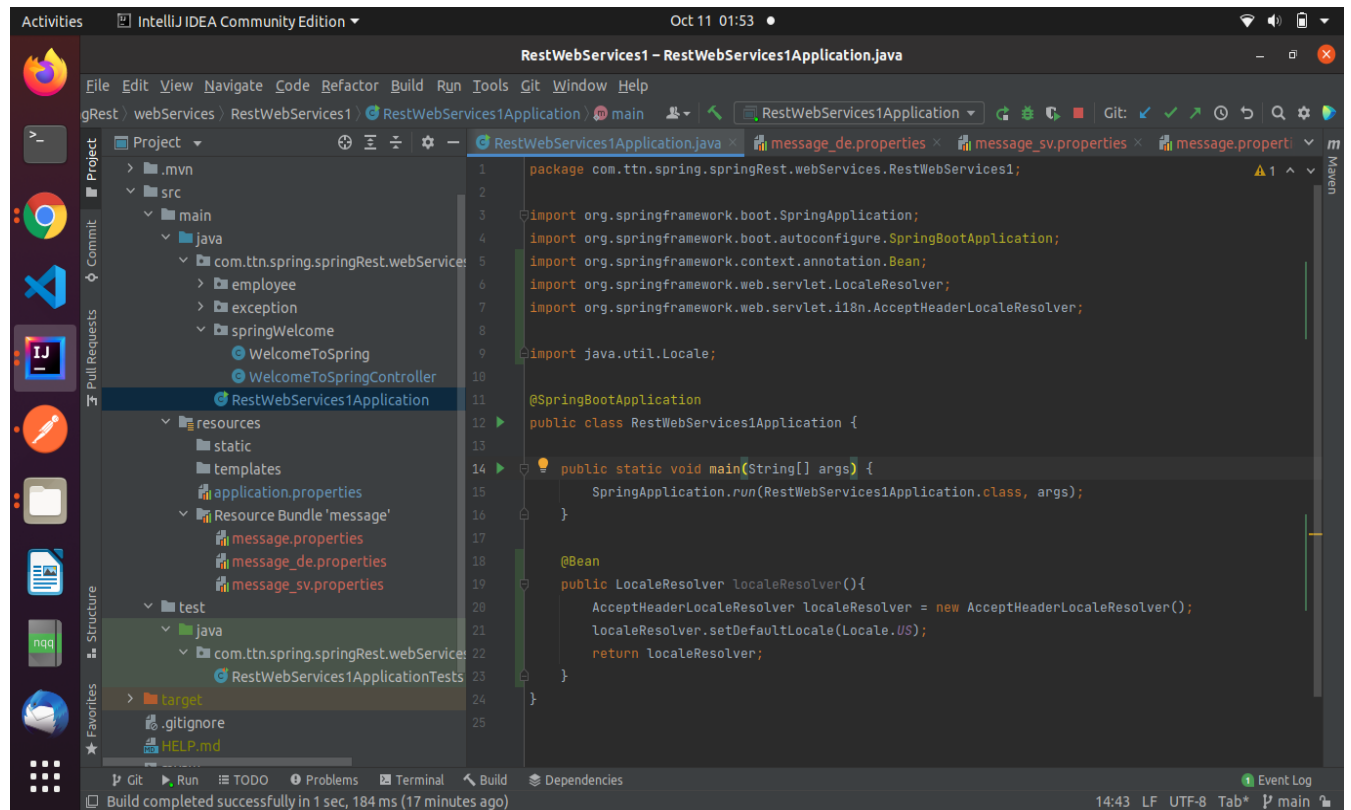 Activities IntelliJ IDEA Community Edition Oct 11 01:53
RestWebServices1 – RestWebServices1Application.java
File Edit View Navigate Code Refactor Build Run Tools Git Window Help
gRest webServices RestWebServices1 RestWebServices1Application main RestWebServices1Application Git:
Project
RestWebServices1Application.java message_de.properties message_sv.properties message.properti
Project
Commit
Pull Requests
Structure
Favorites
m
Maven
.mvn
src
main
java
com.ttn.spring.springRest.webServices
employee
exception
springWelcome
WelcomeToSpring
WelcomeToSpringController
RestWebServices1Application
resources
static
templates
application.properties
Resource Bundle 'message'
message.properties
message_de.properties
message_sv.properties
test
java
com.ttn.spring.springRest.webServices
RestWebServices1ApplicationTests
target
.gitignore
HELP.md
1 package com.ttn.spring.springRest.webServices.RestWebServices1;
2
3 import org.springframework.boot.SpringApplication;
4 import org.springframework.boot.autoconfigure.SpringBootApplication;
5 import org.springframework.context.annotation.Bean;
6 import org.springframework.web.servlet.LocaleResolver;
7 import org.springframework.web.servlet.i18n.AcceptHeaderLocaleResolver;
8
9 import java.util.Locale;
10
11 @SpringBootApplication
12 public class RestWebServices1Application {
13
14 public static void main(String[] args) {
15 SpringApplication.run(RestWebServices1Application.class, args);
16 }
17
18 @Bean
19 public LocaleResolver localeResolver(){
20 AcceptHeaderLocaleResolver localeResolver = new AcceptHeaderLocaleResolver();
21 localeResolver.setDefaultLocale(Locale.US);
22 return localeResolver;
23 }
24 }
25
1
IJ
nqq
Git Run TODO Problems Terminal Build Dependencies 1 Event Log
Build completed successfully in 1 sec, 184 ms (17 minutes ago) 14:43 LF UTF-8 Tab* main